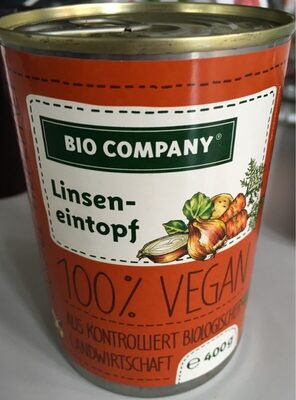 BIO COMPANY®
Linsen-
eintopf
100% VEGAN
AUS KONTROLLIERT BIOLOGISCHER
LANDWIRTSCHAFT
℮ 400g